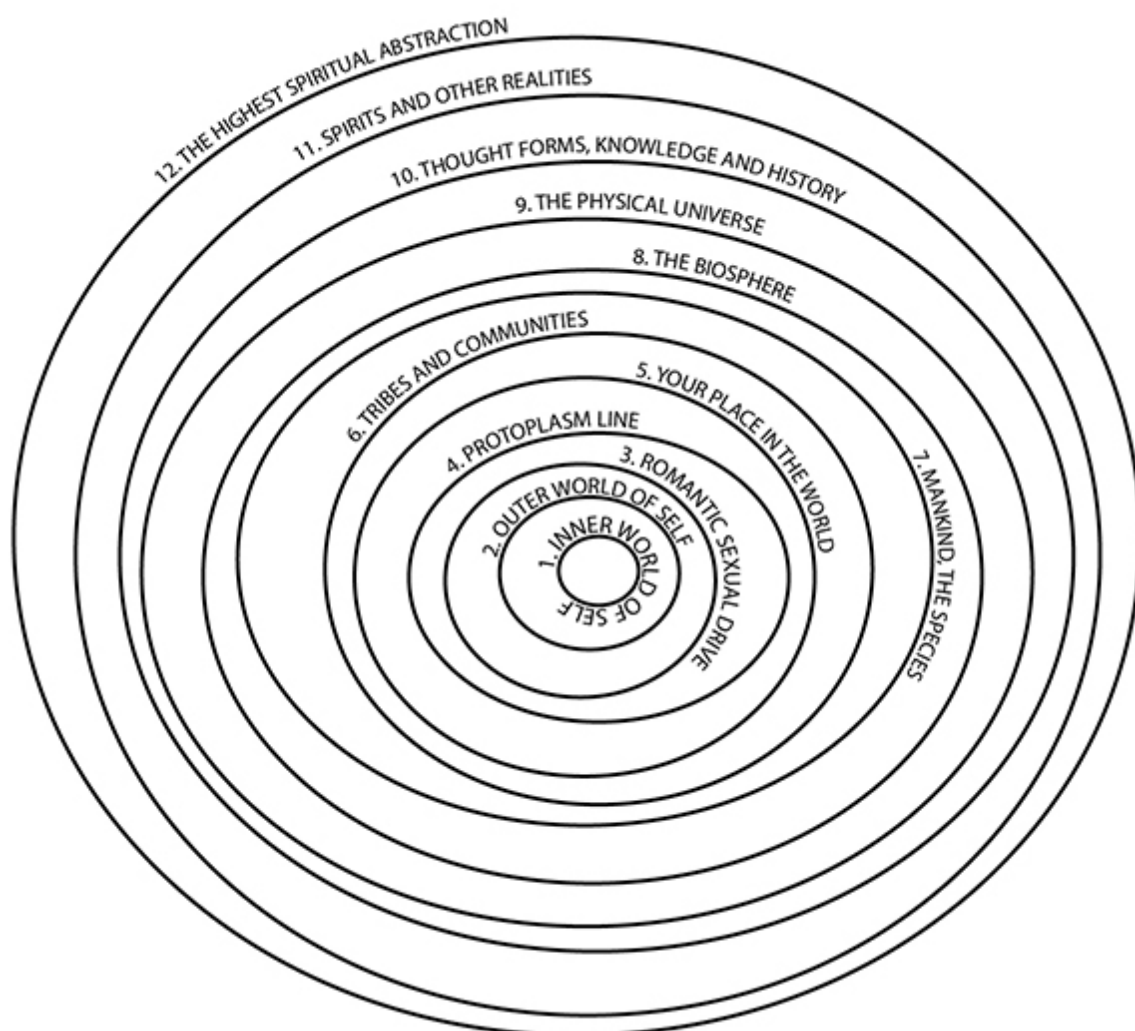 12. THE HIGHEST SPIRITUAL ABSTRACTION
11. SPIRITS AND OTHER REALITIES
10. THOUGHT FORMS, KNOWLEDGE AND HISTORY
9. THE PHYSICAL UNIVERSE
8. THE BIOSPHERE
7. MANKIND, THE SPECIES
6. TRIBES AND COMMUNITIES
5. YOUR PLACE IN THE WORLD
4. PROTOPLASM LINE
3. ROMANTIC SEXUAL DRIVE
2. OUTER WORLD OF SELF
1. INNER WORLD OF SELF